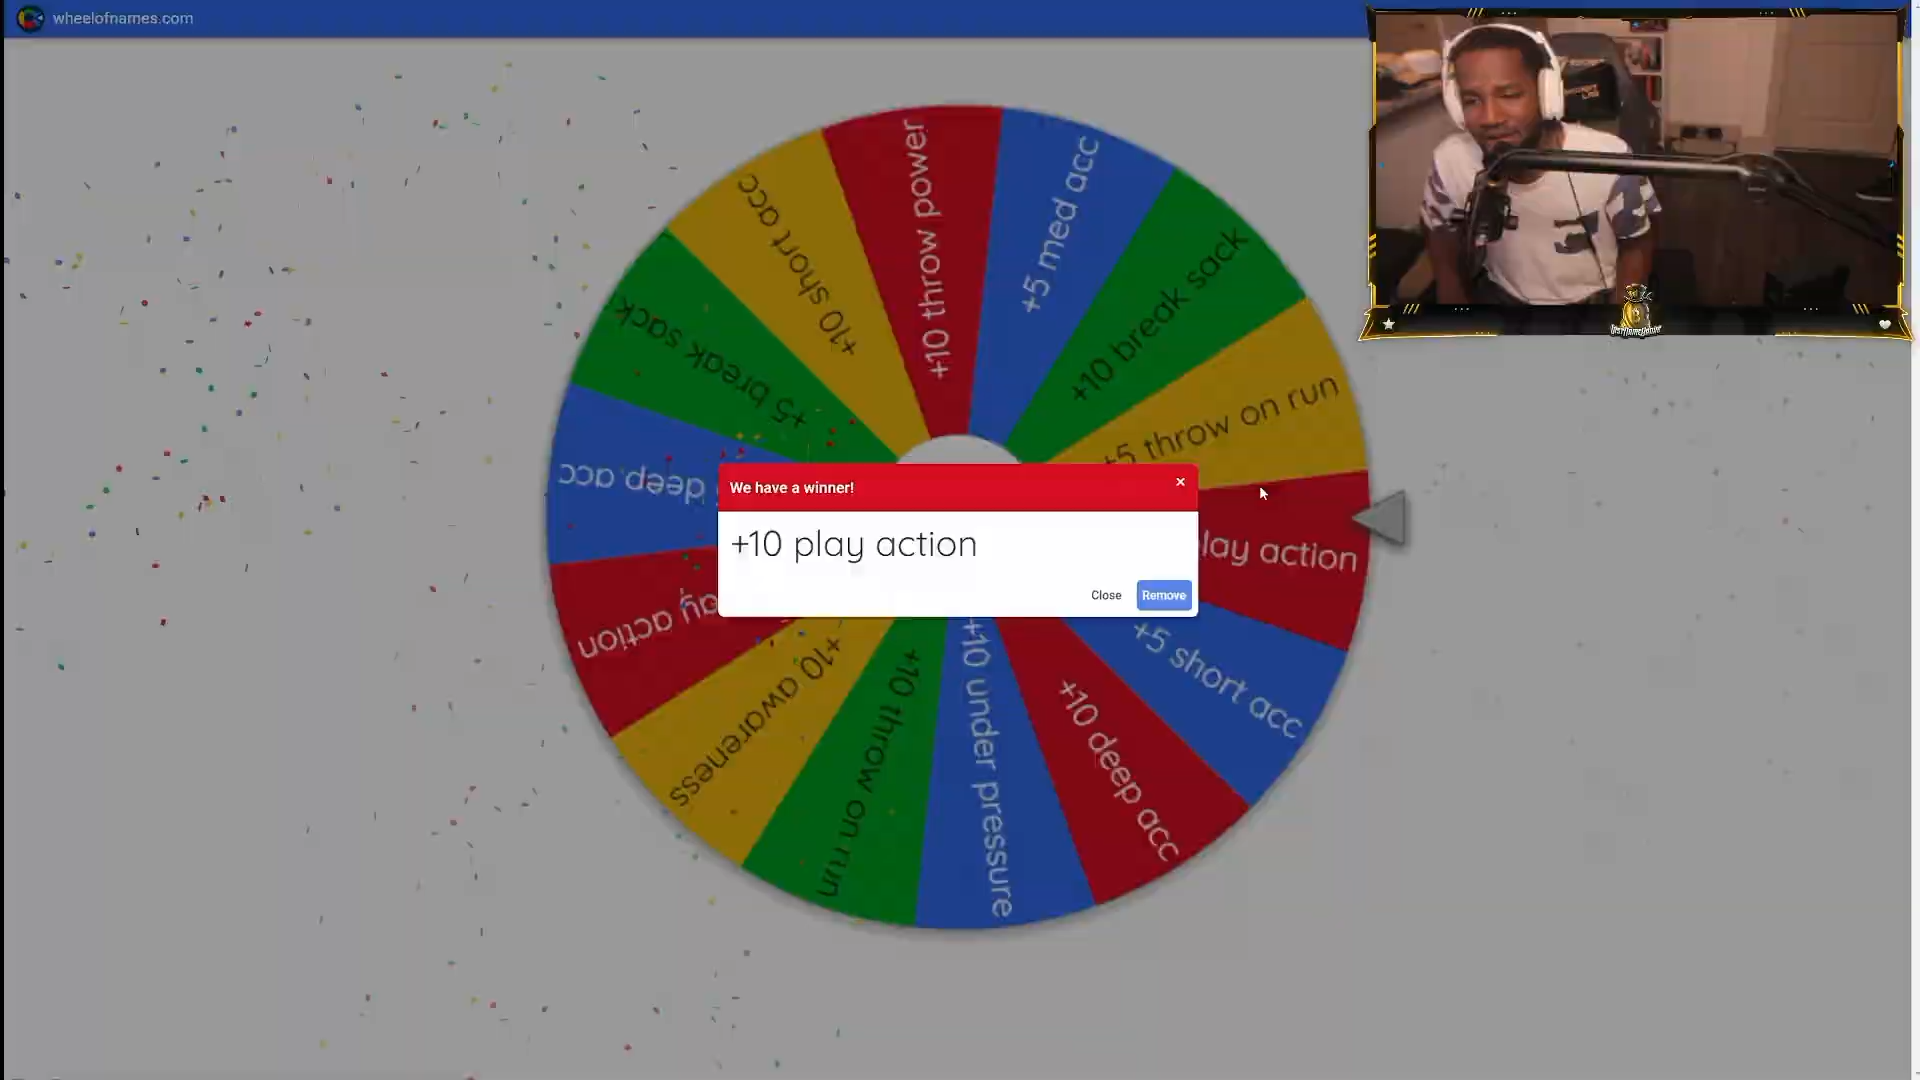 wheelofnames.com
+10 throw power
+5 med acc
+10 short acc
+10 break sack
+5 break sack
+5 throw on run
deep acc
We have a winner!
+10 play action
Close
Remove
lay action
ay action
+5 short acc
+10 awareness
+10 throw on run
+10 under pressure
+10 deep acc